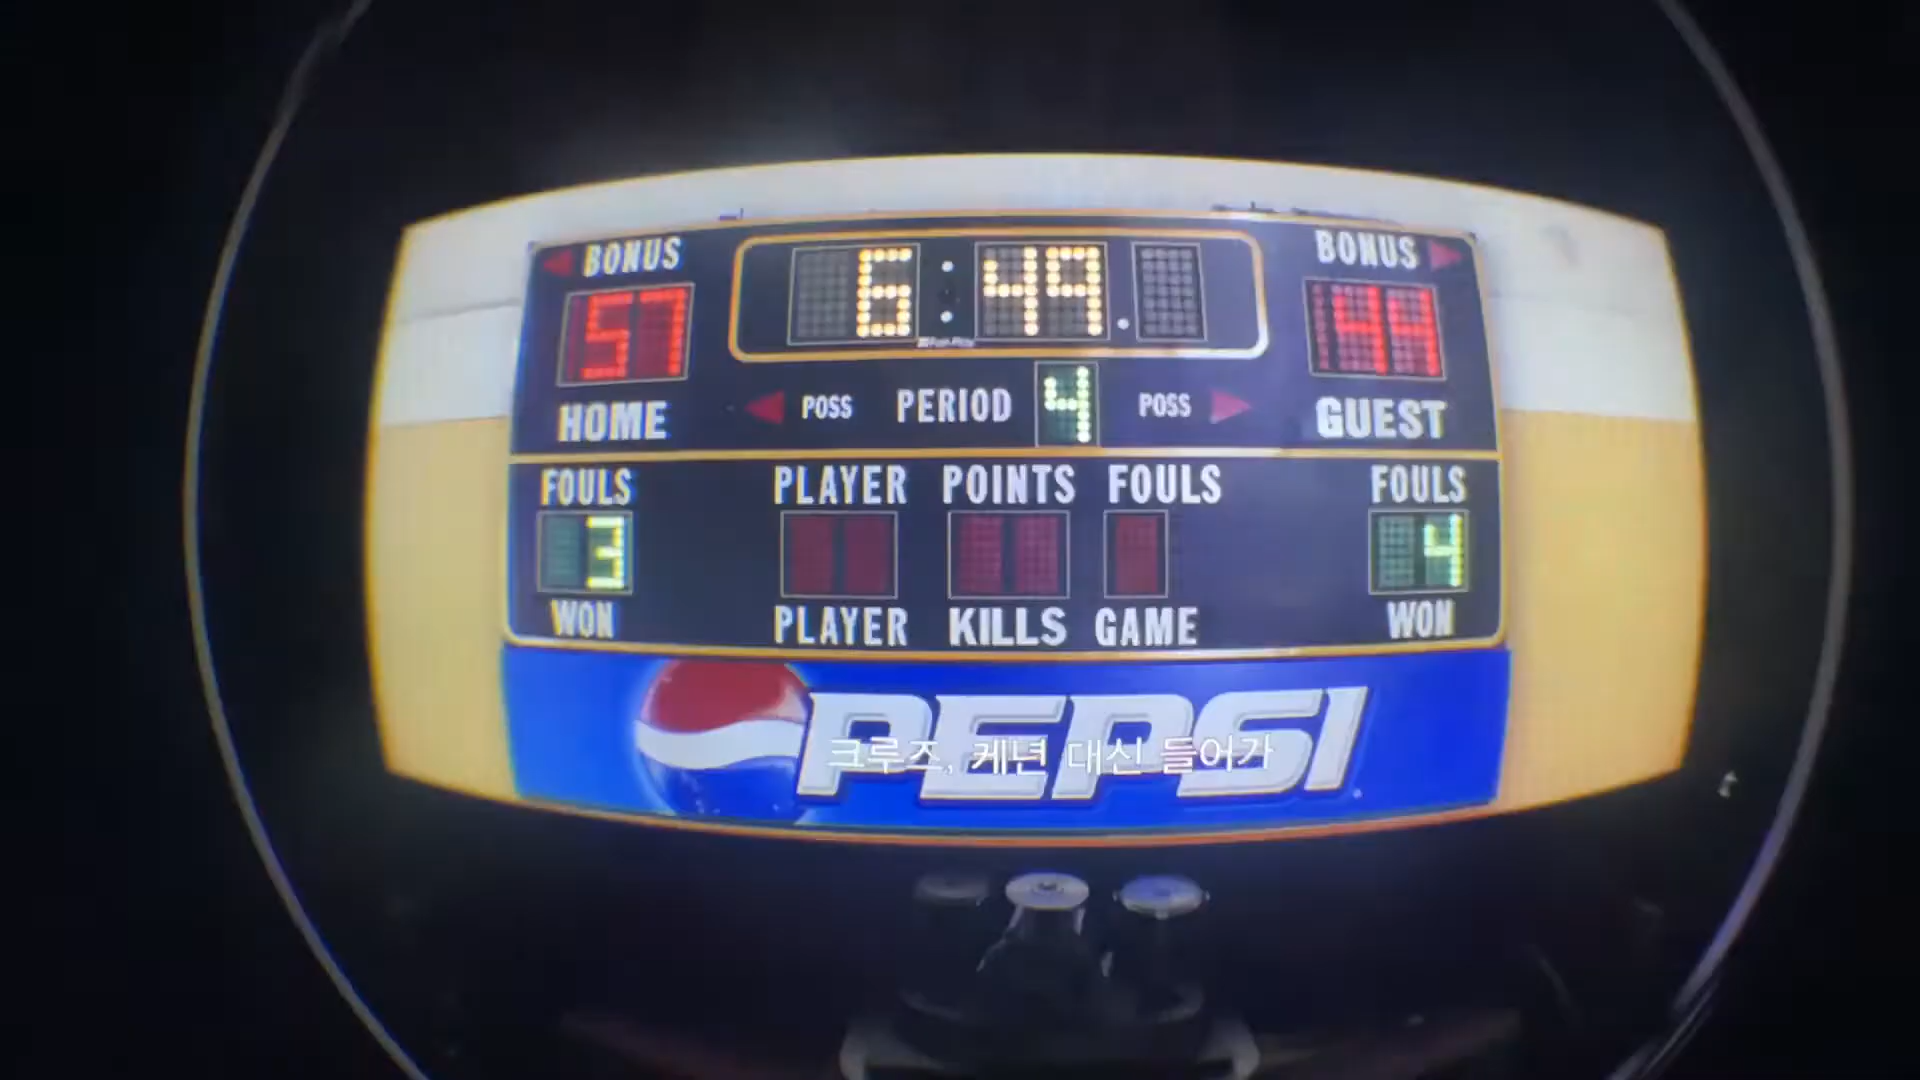 BONUS
6:49.
BONUS
57
44
HOME
POSS PERIOD 4 POSS
GUEST
FOULS PLAYER POINTS FOULS FOULS
3
4
WON PLAYER KILLS GAME WON
PEPSI
크루즈, 케년 대신 들어가